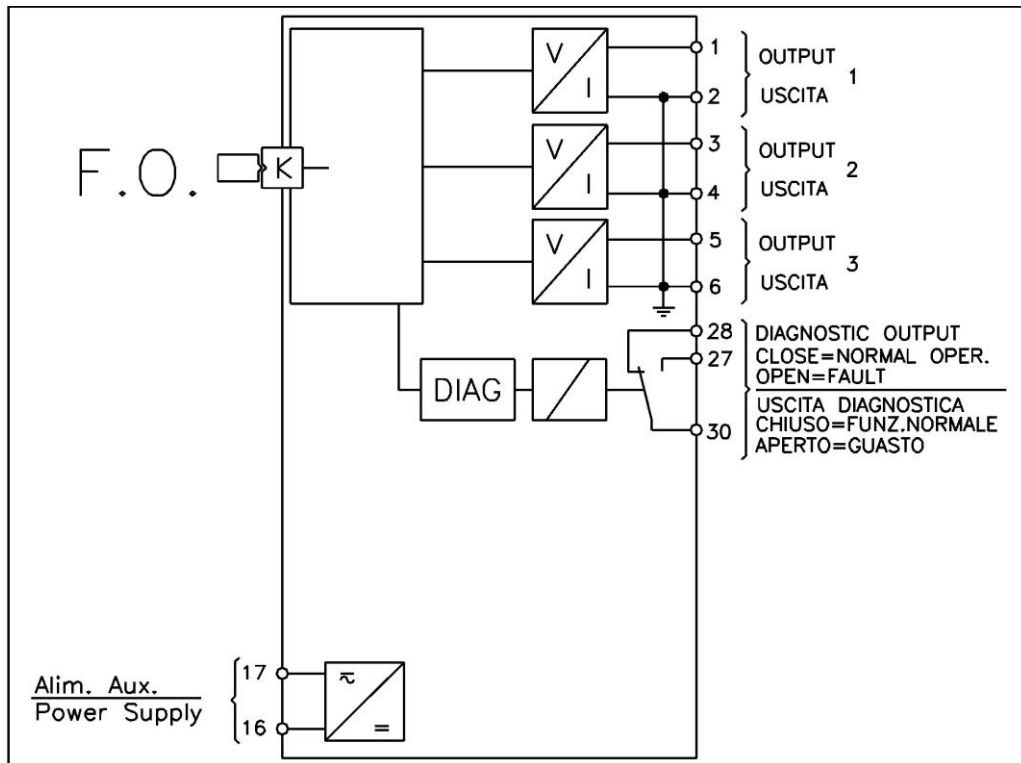 F.O.
K
V
I
1
2
OUTPUT
USCITA
1
V
I
3
4
OUTPUT
USCITA
2
V
I
5
6
OUTPUT
USCITA
3
DIAG
28
27
30
DIAGNOSTIC OUTPUT
CLOSE=NORMAL OPER.
OPEN=FAULT
USCITA DIAGNOSTICA
CHIUSO=FUNZ.NORMALE
APERTO=GUASTO
Alim. Aux.
Power Supply
17
16